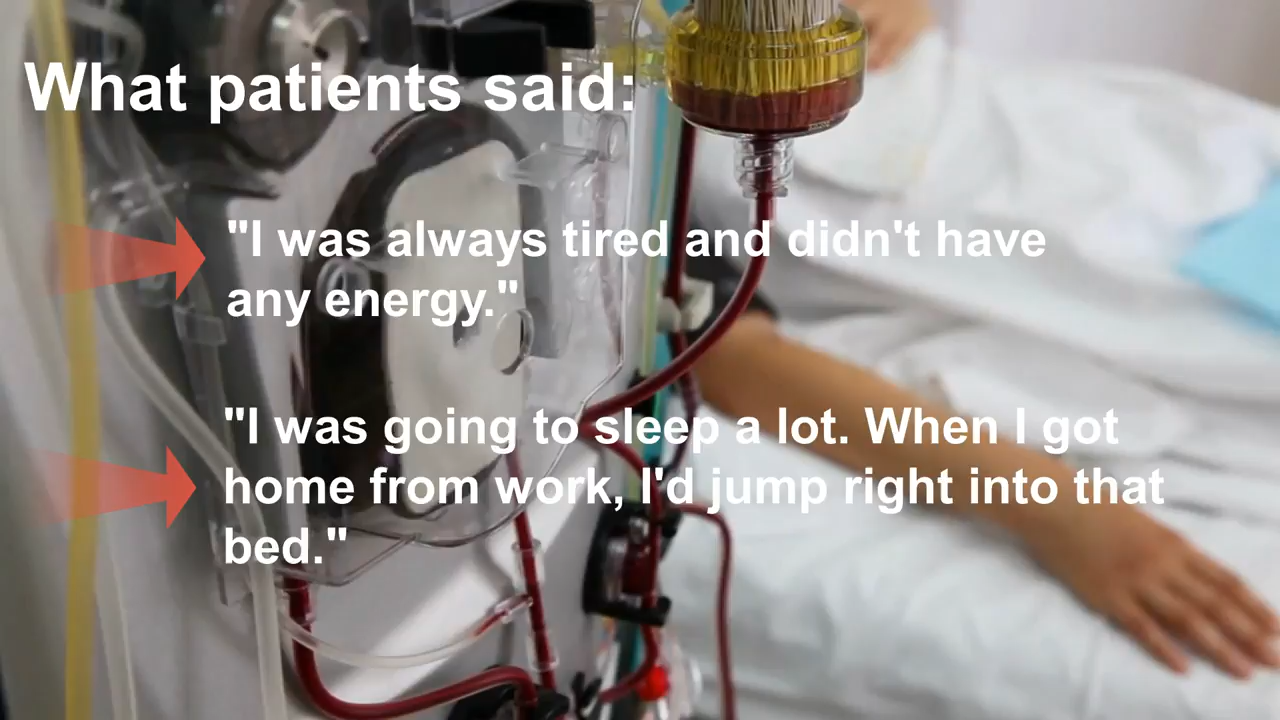 What patients said:
"I was always tired and didn't have
any energy."
"I was going to sleep a lot. When I got
home from work, I'd jump right into that
bed."